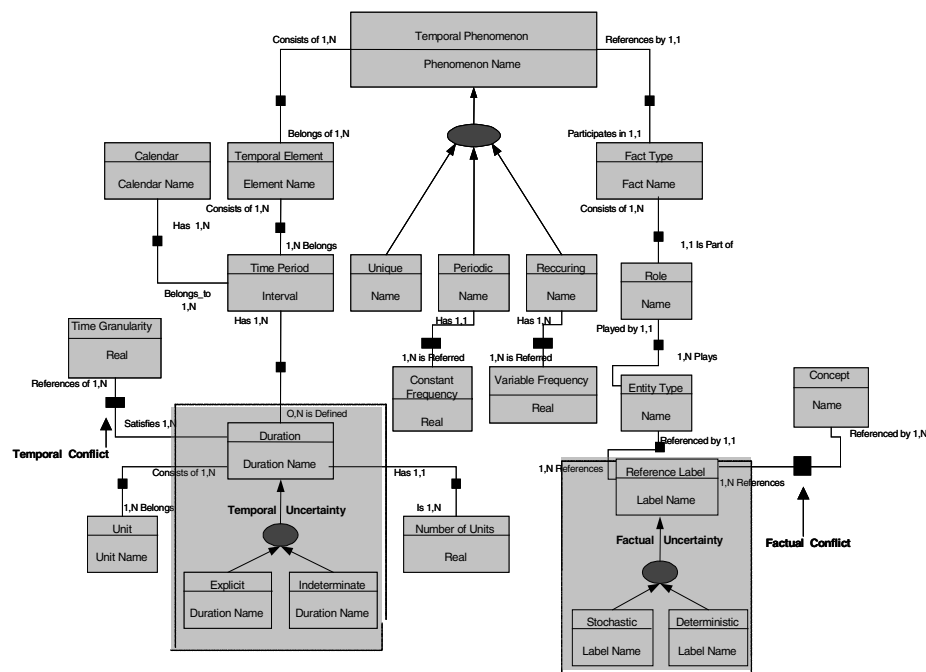 Consists of 1,N
Temporal Phenomenon
References by 1,1
Phenomenon Name
Belongs of 1,N
Participates in 1,1
Calendar
Calendar Name
Temporal Element
Element Name
Fact Type
Fact Name
Consists of 1,N
Consists of 1,N
Has 1,N
1,N Belongs
1,1 Is Part of
Time Period
Interval
Unique
Name
Periodic
Name
Reccuring
Name
Role
Name
Belongs_to
1,N
Has 1,N
Has 1,1
Has 1,N
Played by 1,1
Time Granularity
Real
1,N is Referred
1,N is Referred
1,N Plays
Constant
Frequency
Real
Variable Frequency
Real
Entity Type
Name
Concept
Name
References of 1,N
O,N is Defined
Satisfies 1,N
Temporal Conflict
Duration
Duration Name
Referenced by 1,1
Referenced by 1,N
Consists of 1,N
Has 1,1
1,N References
Reference Label
Label Name
1,N References
1,N Belongs
Temporal Uncertainty
Is 1,N
Unit
Unit Name
Number of Units
Real
Factual Uncertainty
Factual Conflict
Explicit
Duration Name
Indeterminate
Duration Name
Stochastic
Label Name
Deterministic
Label Name